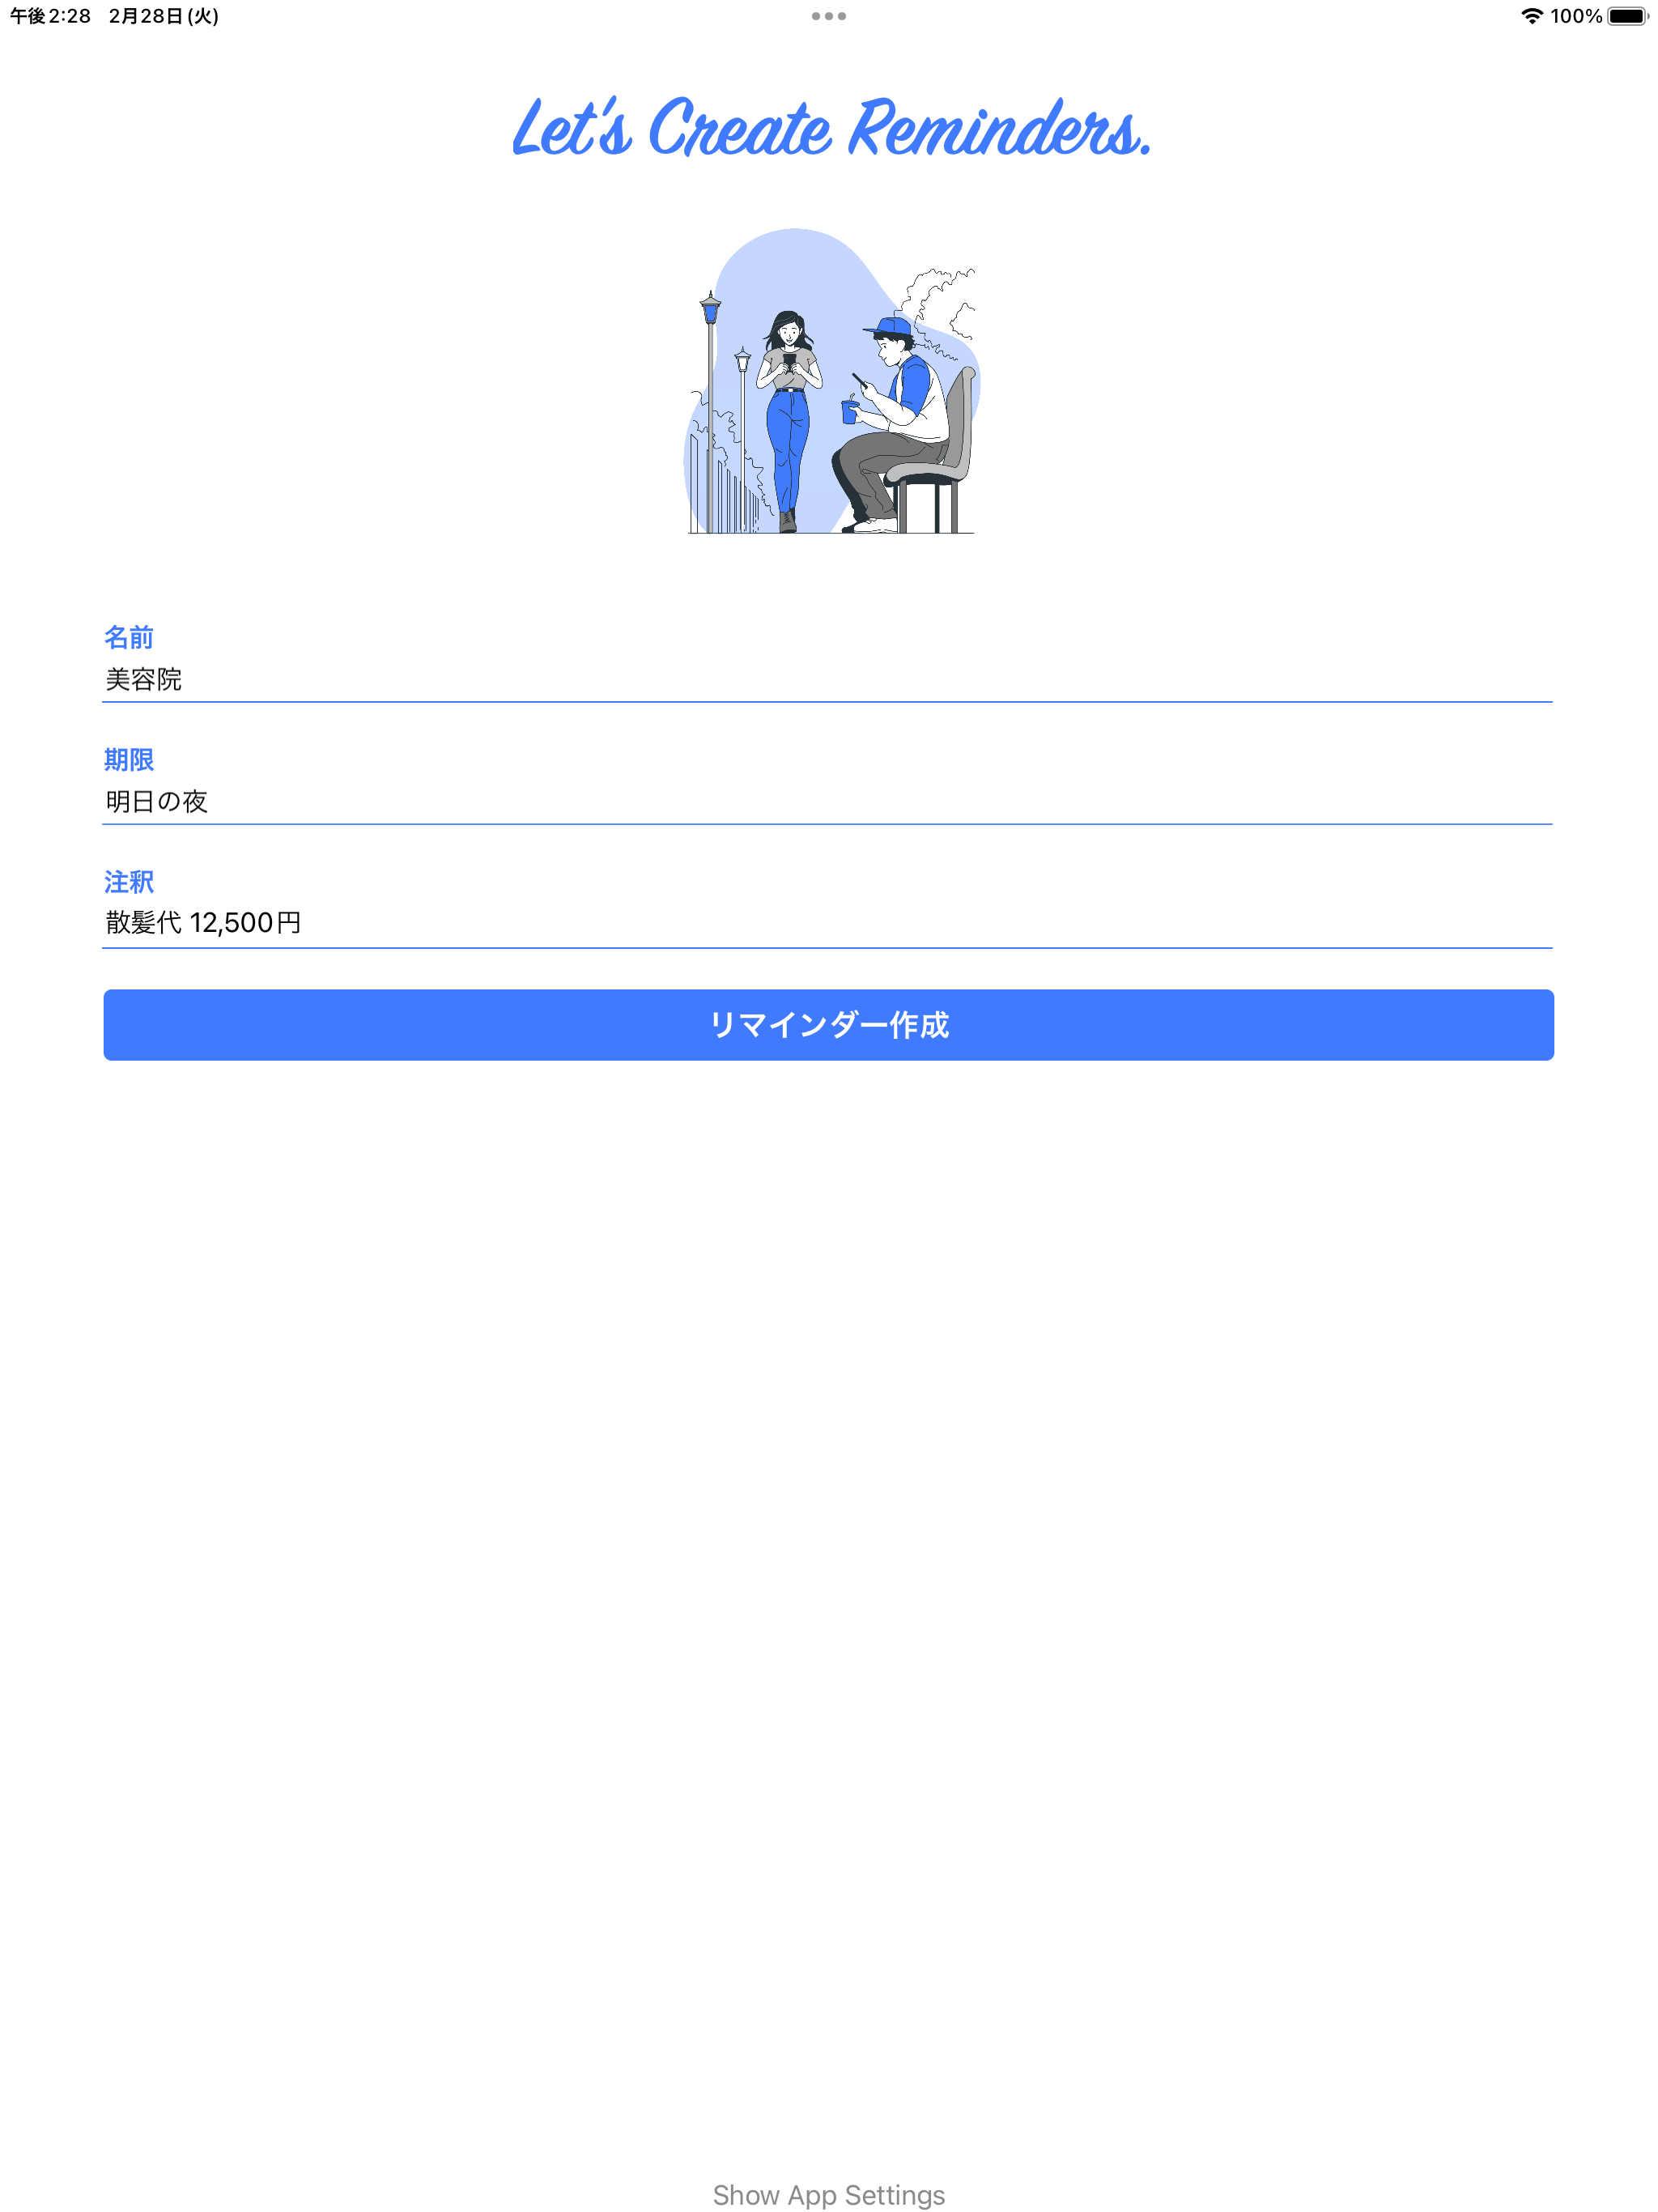 午後2:28 2月28日(火)
100%
Let's Create Reminders.
名前
美容院
期限
明日の夜
注釈
散髪代 12,500円
リマインダー作成
Show App Settings